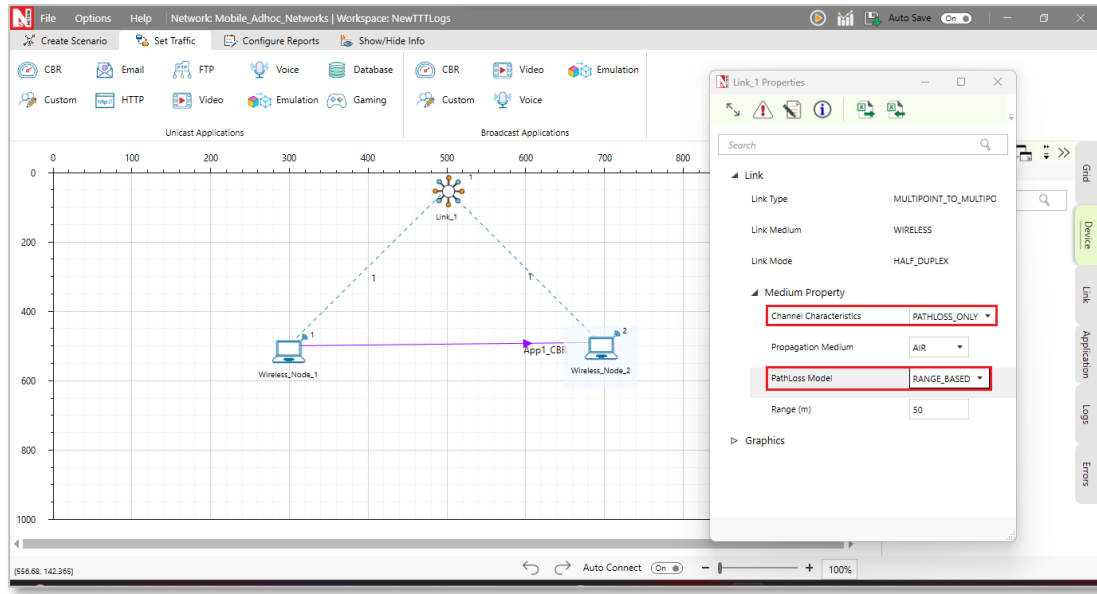 N File Options Help Network: Mobile_Adhoc_Networks | Workspace: NewTTTLogs Auto Save On
Create Scenario Set Traffic Configure Reports Show/Hide Info
CBR Email FTP Voice Database CBR Video Emulation
Custom HTTP Video Emulation Gaming Custom Voice
Unicast Applications Broadcast Applications
0 100 200 300 400 500 600 700 800
0
200
400
600
800
1000
1
Link_1
1
1
1
Wireless_Node_1
App1_CBR
2
Wireless_Node_2
Link_1 Properties
Search
Link
Link Type MULTIPOINT_TO_MULTIPO
Link Medium WIRELESS
Link Mode HALF_DUPLEX
Medium Property
Channel Characteristics PATHLOSS_ONLY
Propagation Medium AIR
PathLoss Model RANGE_BASED
Range (m) 50
Graphics
Grid
Device
Link
Application
Logs
Errors
(556.68, 142.365) Auto Connect On - + 100%